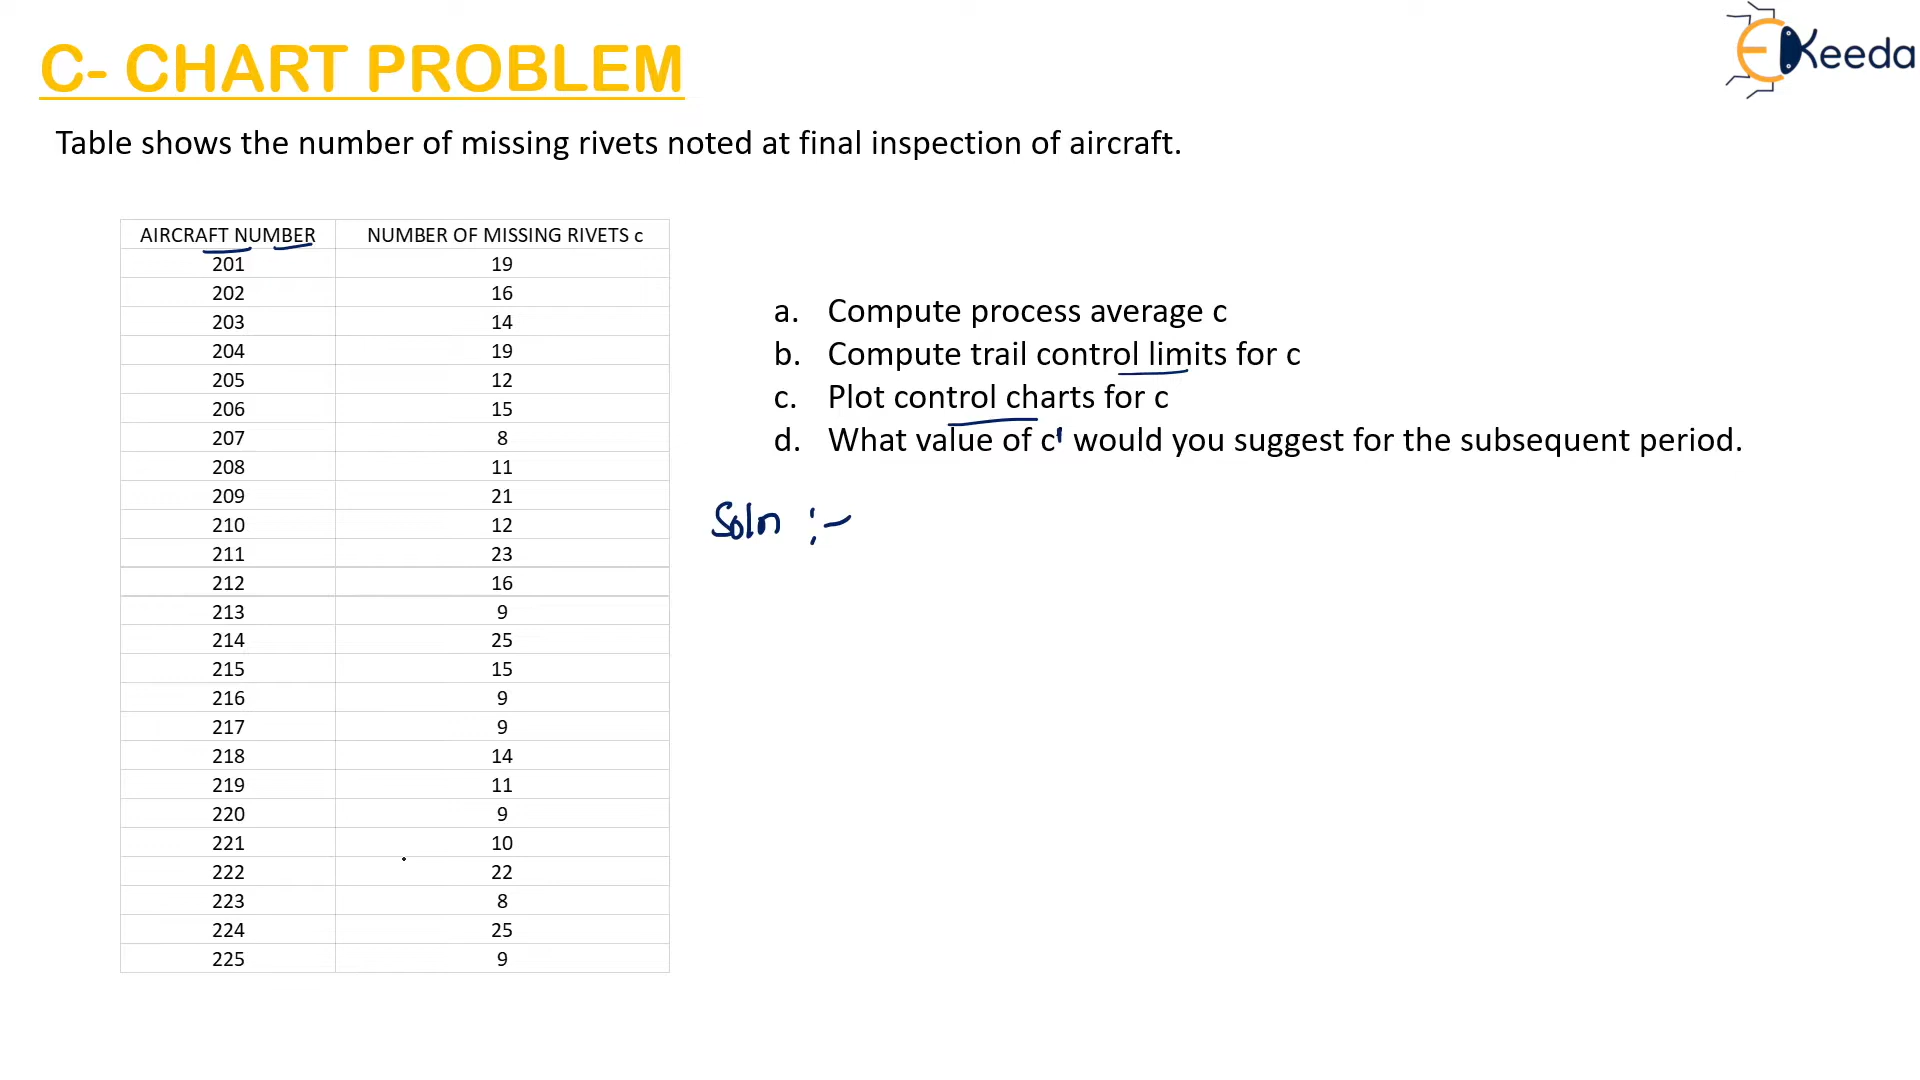 C- CHART PROBLEM
EKeeda
Table shows the number of missing rivets noted at final inspection of aircraft.
AIRCRAFT NUMBER NUMBER OF MISSING RIVETS c
201 19
202 16
203 14
204 19
205 12
206 15
207 8
208 11
209 21
210 12
211 23
212 16
213 9
214 25
215 15
216 9
217 9
218 14
219 11
220 9
221 10
222 22
223 8
224 25
225 9
a. Compute process average c
b. Compute trail control limits for c
c. Plot control charts for c
d. What value of c' would you suggest for the subsequent period.
Soln :-